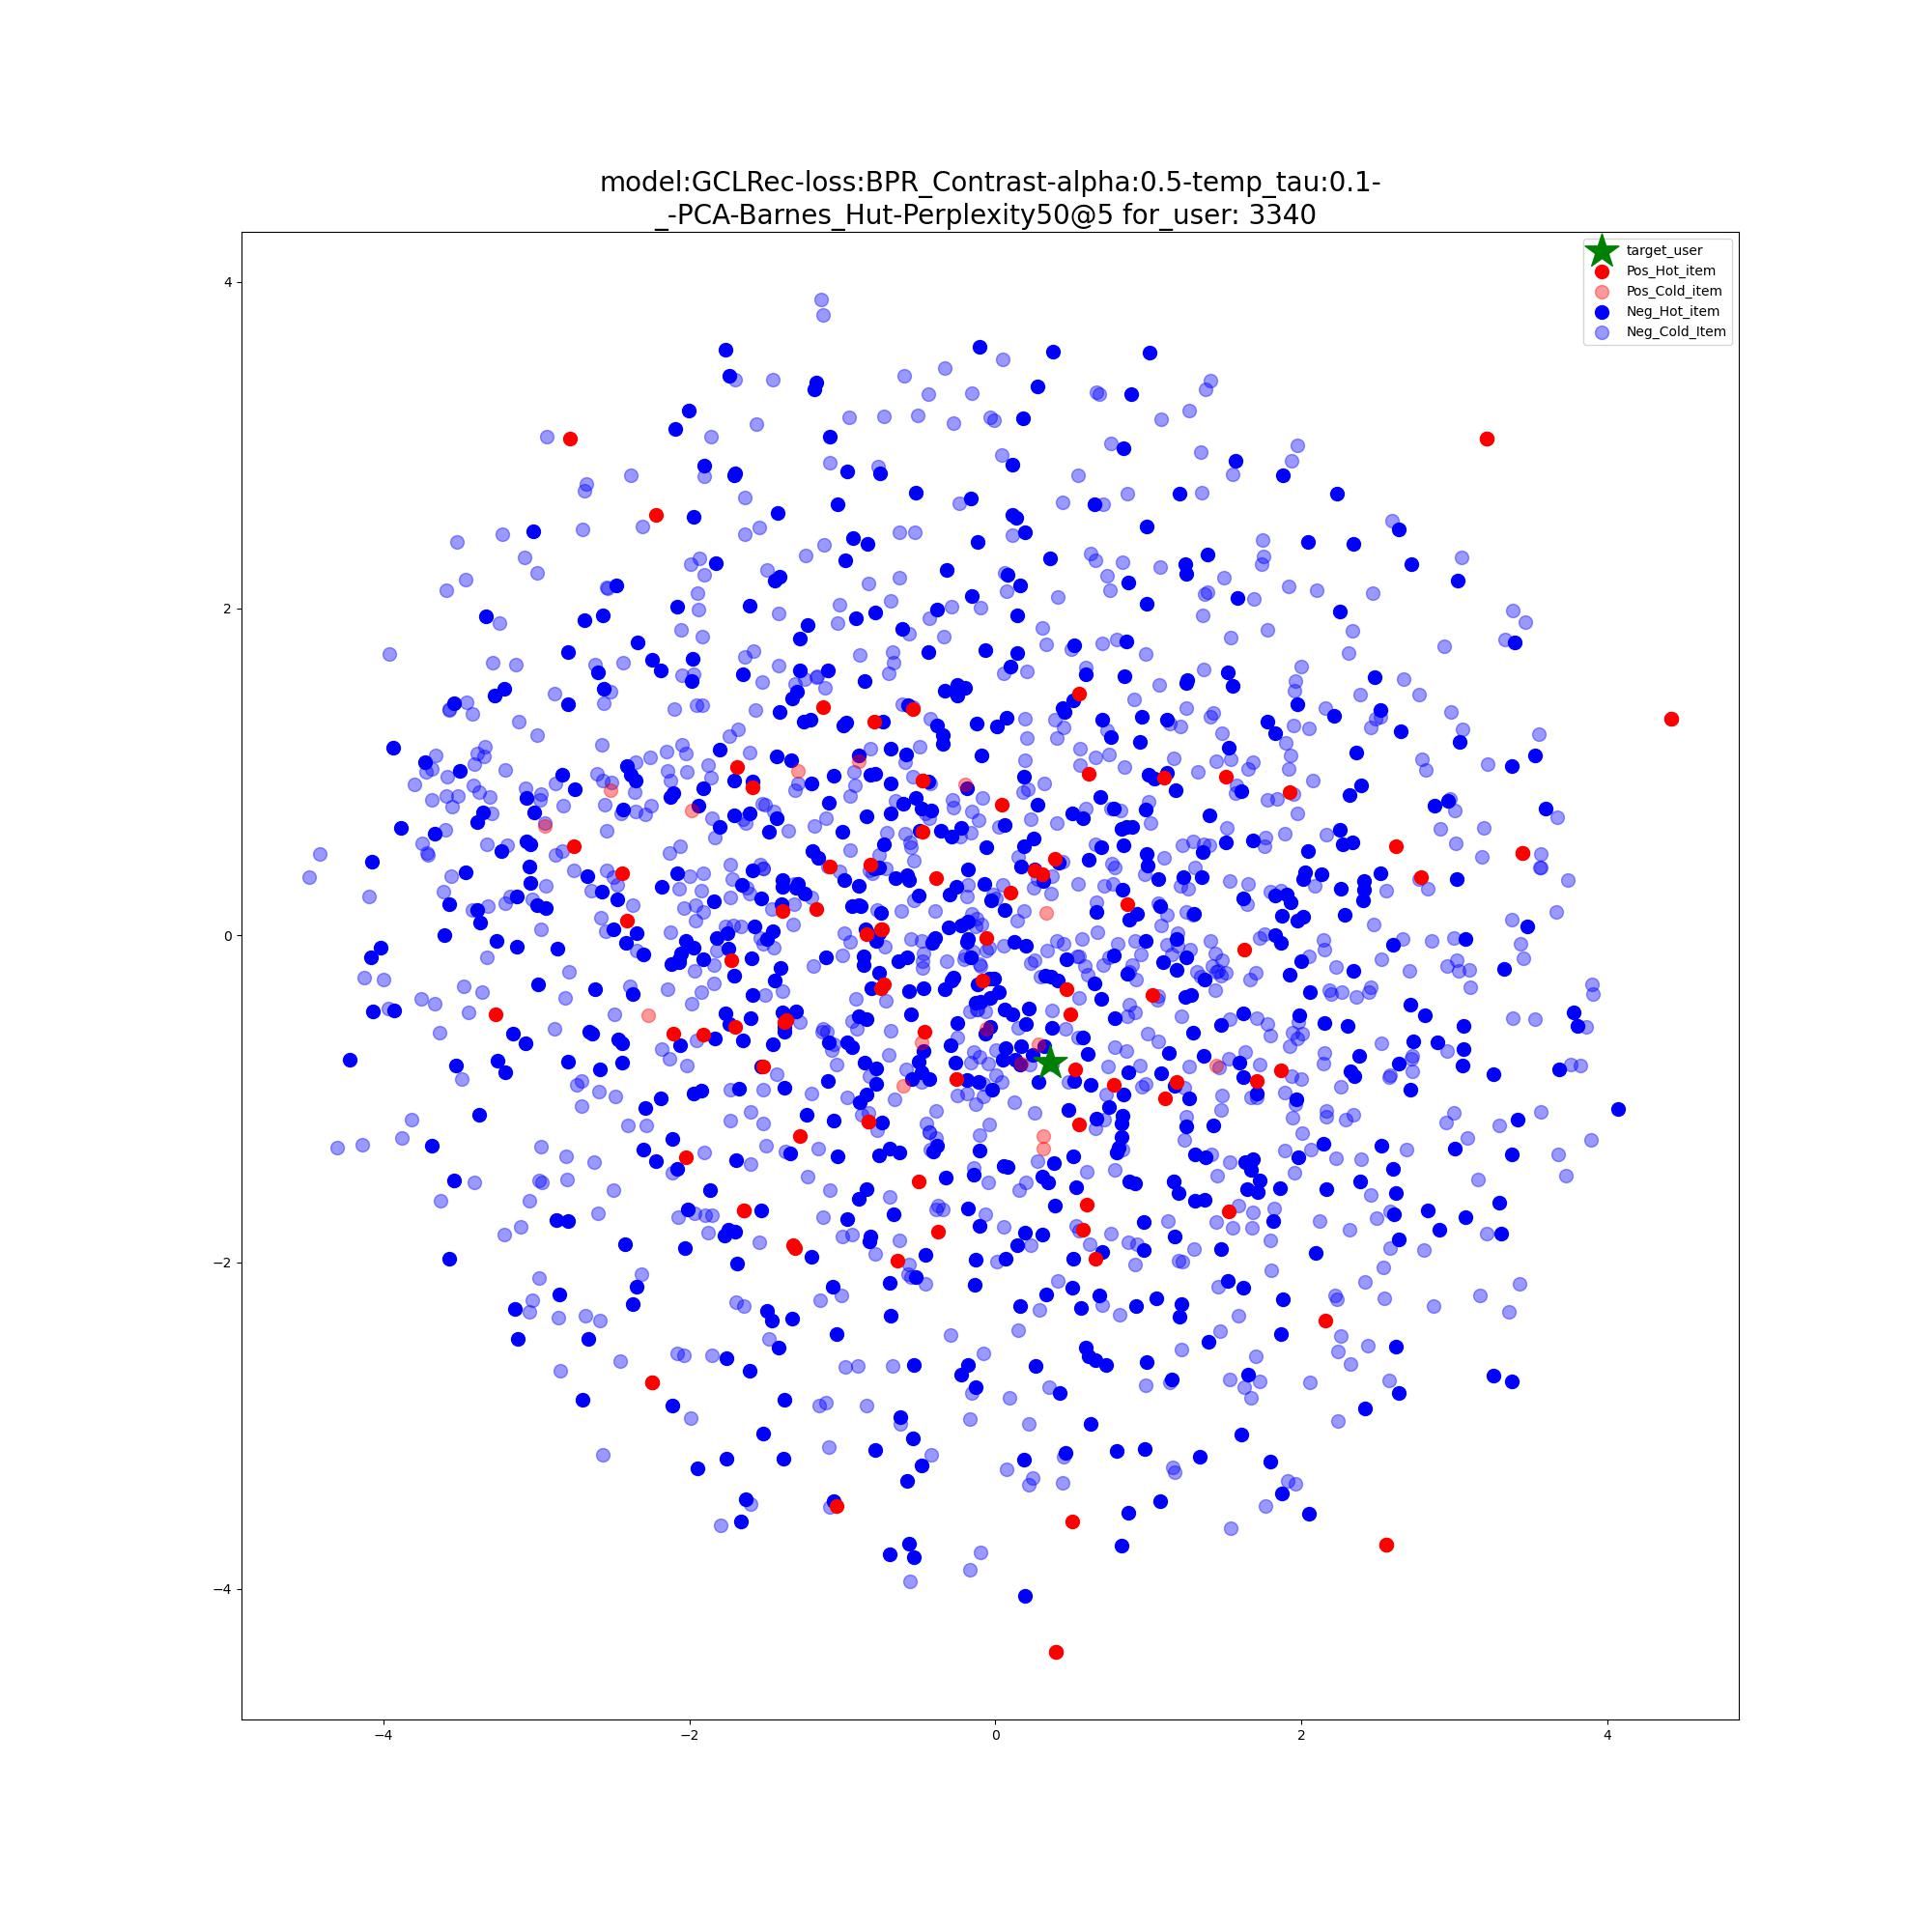 model:GCLRec-loss:BPR_Contrast-alpha:0.5-temp_tau:0.1-
_-PCA-Barnes_Hut-Perplexity50@5 for_user: 3340
target_user
Pos_Hot_item
Pos_Cold_item
Neg_Hot_item
Neg_Cold_Item
4
2
0
−2
−4
−4
−2
0
2
4